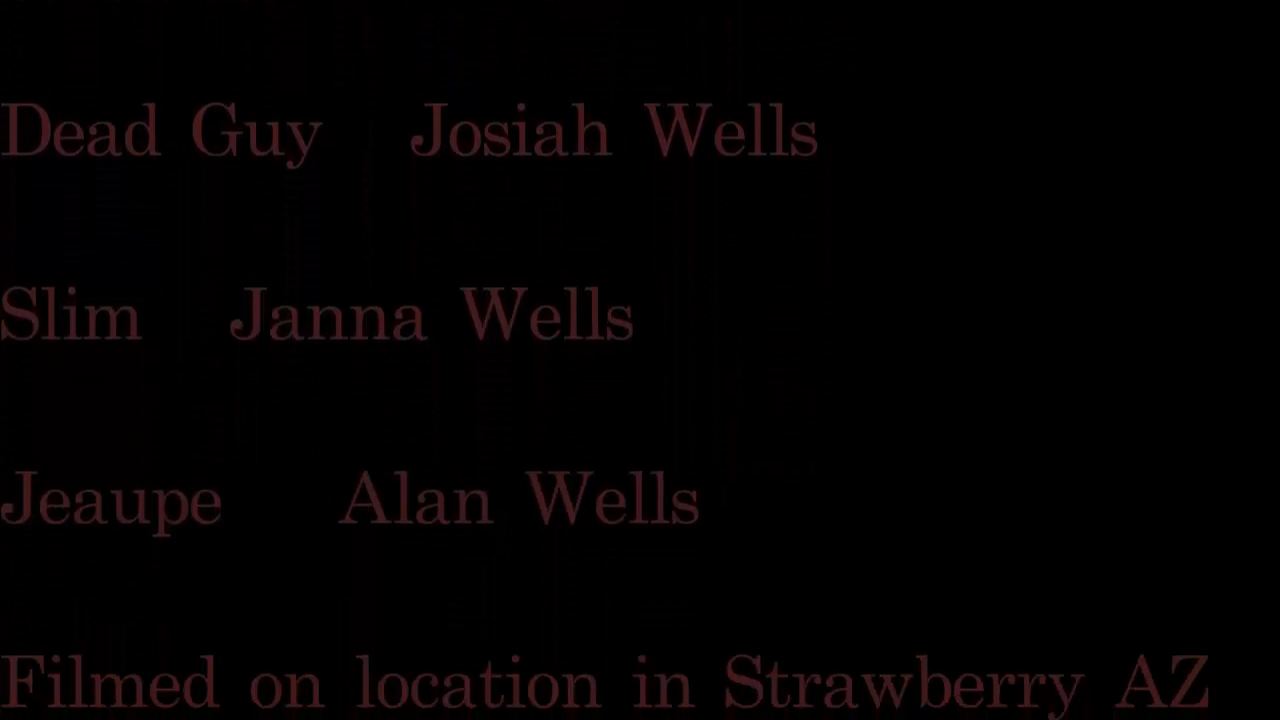 Dead Guy Josiah Wells
Slim Janna Wells
Jeaupe Alan Wells
Filmed on location in Strawberry AZ